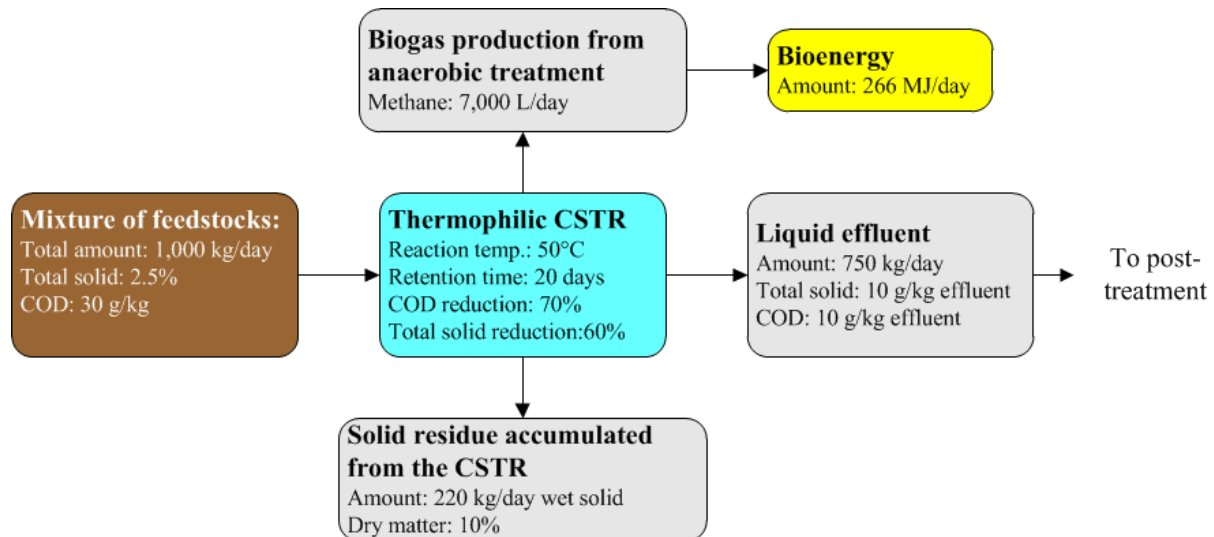 Biogas production from
anaerobic treatment
Methane: 7,000 L/day
Bioenergy
Amount: 266 MJ/day
Mixture of feedstocks:
Total amount: 1,000 kg/day
Total solid: 2.5%
COD: 30 g/kg
Thermophilic CSTR
Reaction temp.: 50°C
Retention time: 20 days
COD reduction: 70%
Total solid reduction:60%
Liquid effluent
Amount: 750 kg/day
Total solid: 10 g/kg effluent
COD: 10 g/kg effluent
To post-
treatment
Solid residue accumulated
from the CSTR
Amount: 220 kg/day wet solid
Dry matter: 10%